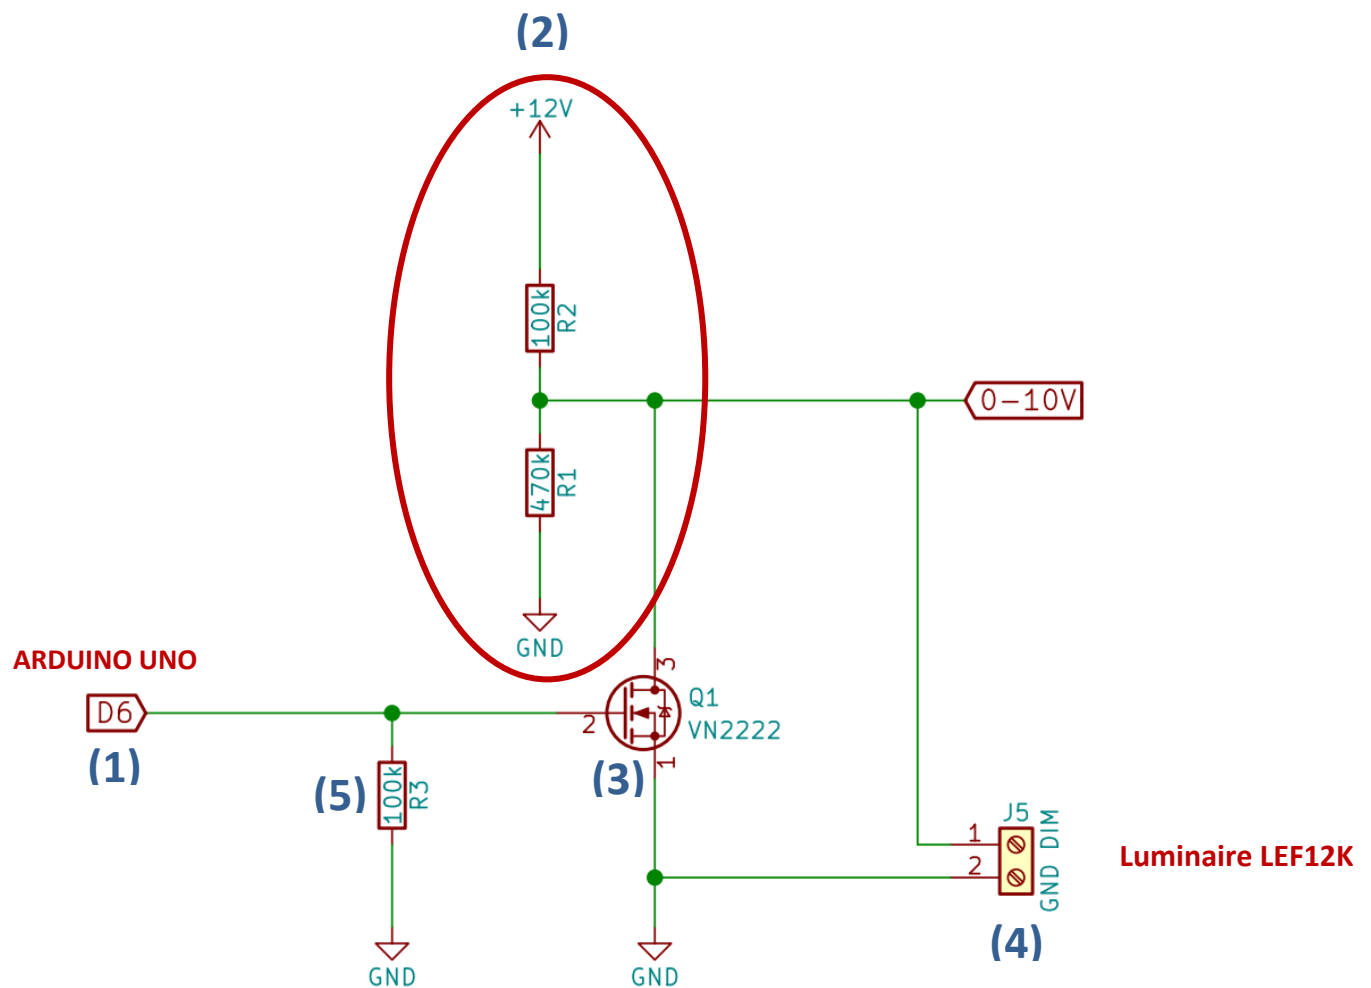 (2)
+12V
100k
R2
0-10V
470k
R1
GND
ARDUINO UNO
D6
(1)
3
Q1
VN2222
2
1
(3)
(5)
100k
R3
J5
1
2
GND DIM
Luminaire LEF12K
(4)
GND
GND